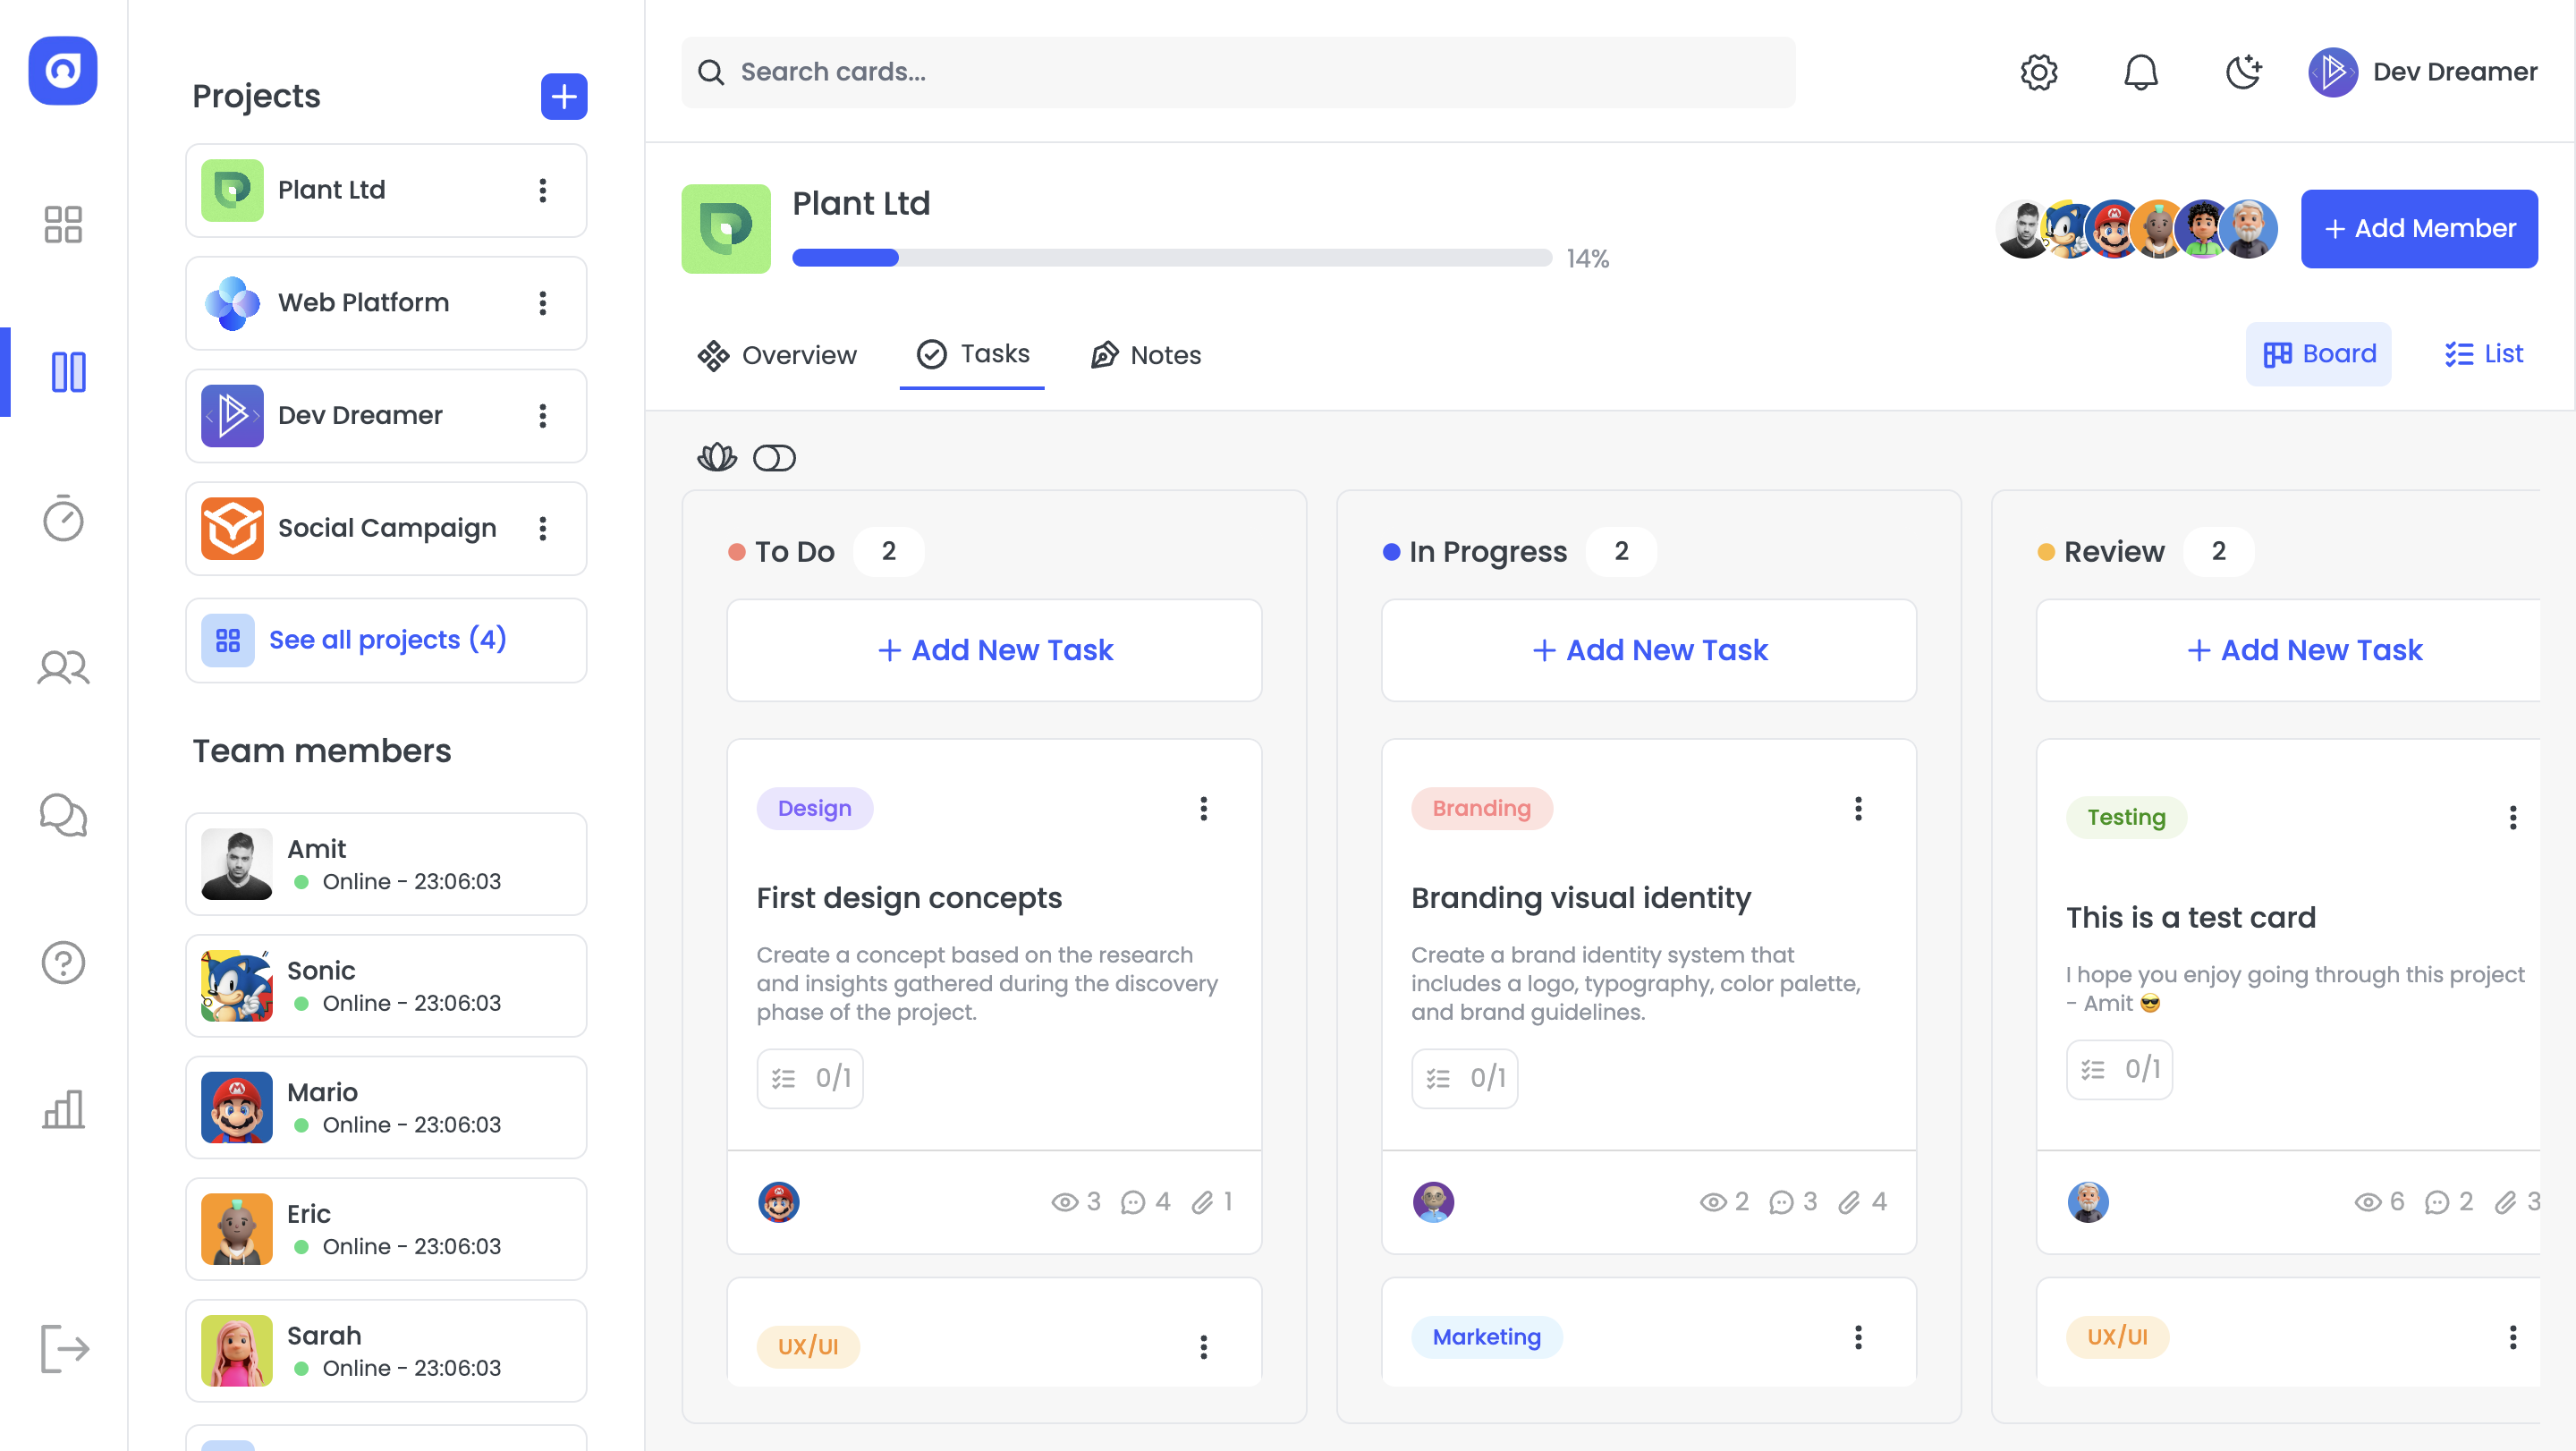 Projects
Plant Ltd
Web Platform
Dev Dreamer
Social Campaign
See all projects (4)
Team members
Amit
Online - 23:06:03
Sonic
Online - 23:06:03
Mario
Online - 23:06:03
Eric
Online - 23:06:03
Sarah
Online - 23:06:03
Search cards...
Dev Dreamer
Plant Ltd
14%
+ Add Member
Overview
Tasks
Notes
Board
List
To Do 2
+ Add New Task
Design
First design concepts
Create a concept based on the research
and insights gathered during the discovery
phase of the project.
0/1
3 4 1
UX/UI
In Progress 2
+ Add New Task
Branding
Branding visual identity
Create a brand identity system that
includes a logo, typography, color palette,
and brand guidelines.
0/1
2 3 4
Marketing
Review 2
+ Add New Task
Testing
This is a test card
I hope you enjoy going through this project
- Amit 😎
0/1
6 2 3
UX/UI